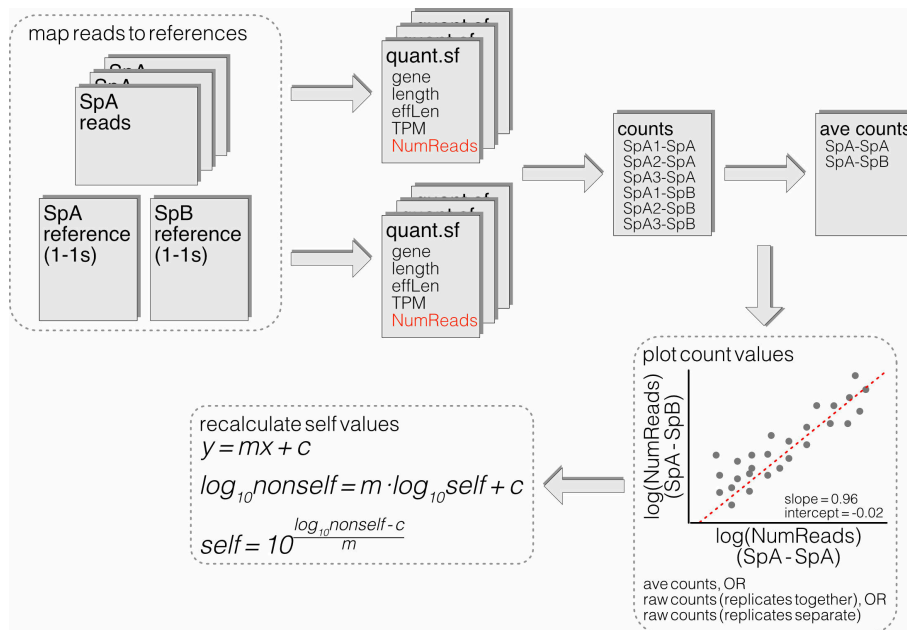 map reads to references
SpA
SpA
SpA
reads
SpA
reference
(1-1s)
SpB
reference
(1-1s)
quant.sf
gene
length
effLen
TPM
NumReads
quant.sf
gene
length
effLen
TPM
NumReads
counts
SpA1-SpA
SpA2-SpA
SpA3-SpA
SpA1-SpB
SpA2-SpB
SpA3-SpB
ave counts
SpA-SpA
SpA-SpB
plot count values
log(NumReads)
(SpA - SpB)
slope = 0.96
intercept = -0.02
log(NumReads)
(SpA - SpA)
ave counts, OR
raw counts (replicates together), OR
raw counts (replicates separate)
recalculate self values
y = mx + c
log₁₀nonself = m · log₁₀self + c
self = 10^((log₁₀nonself - c)/m)